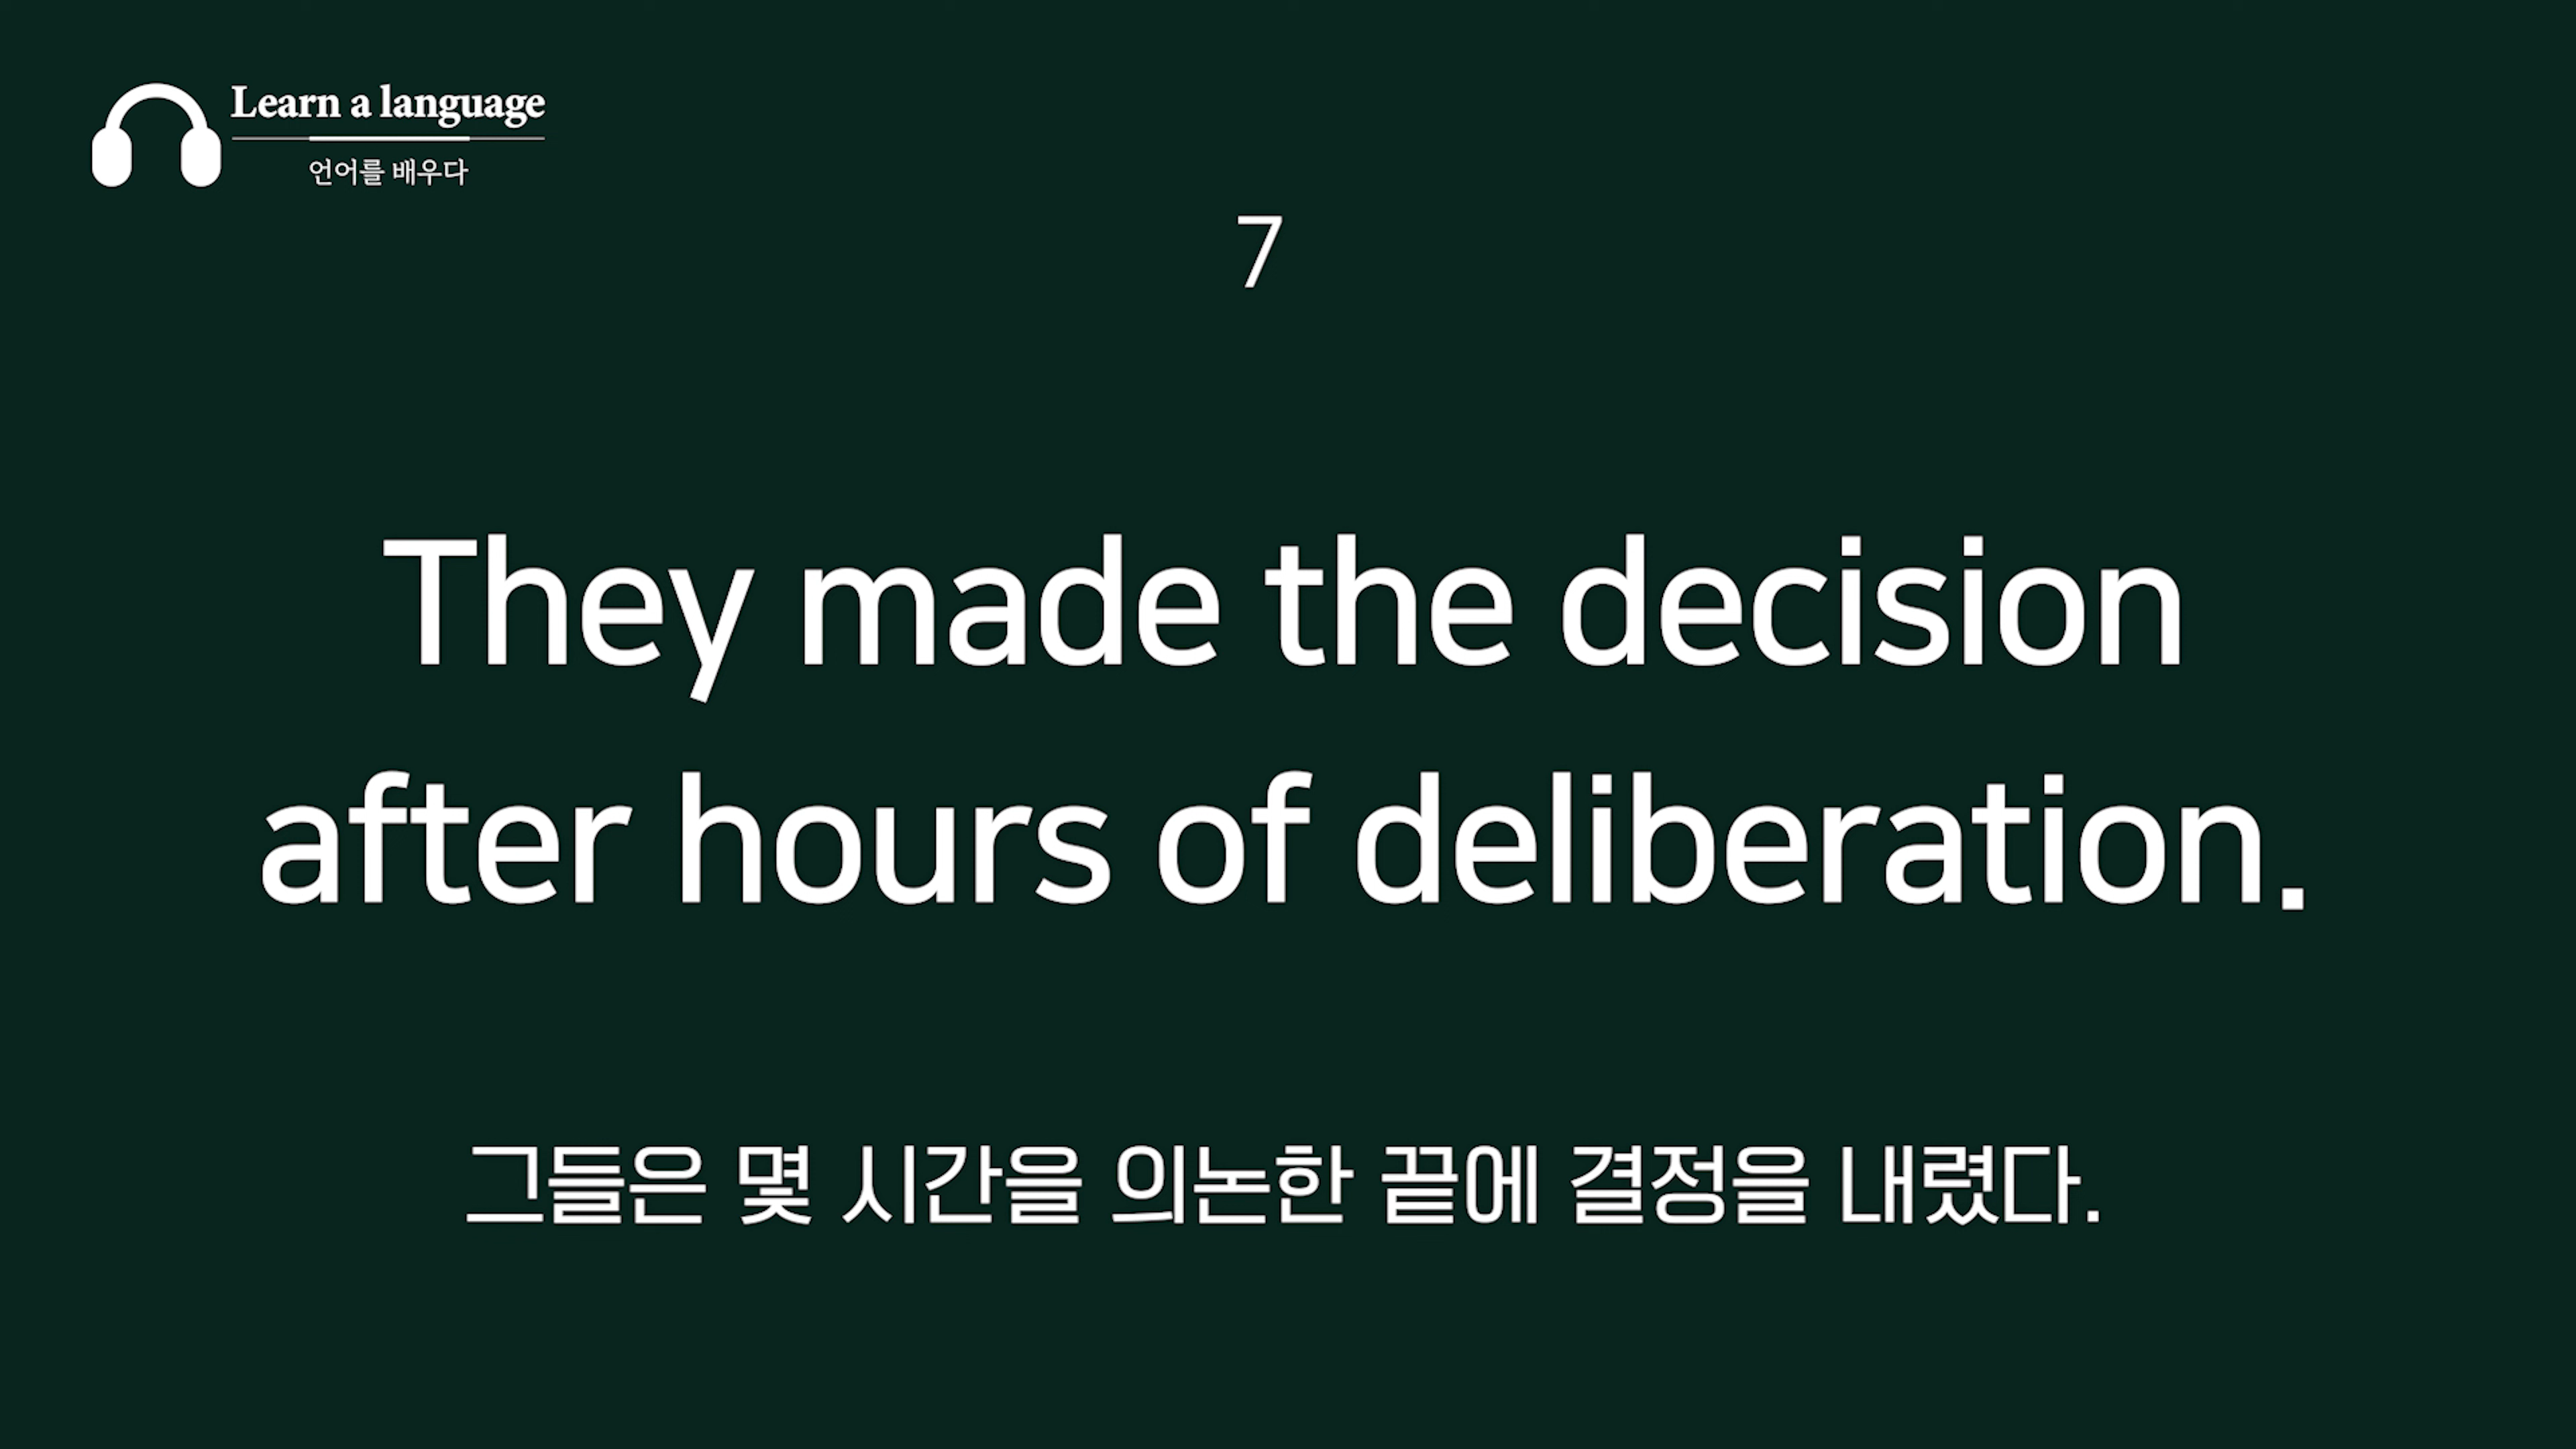 Learn a language
언어를 배우다
7
They made the decision
after hours of deliberation.
그들은 몇 시간을 의논한 끝에 결정을 내렸다.